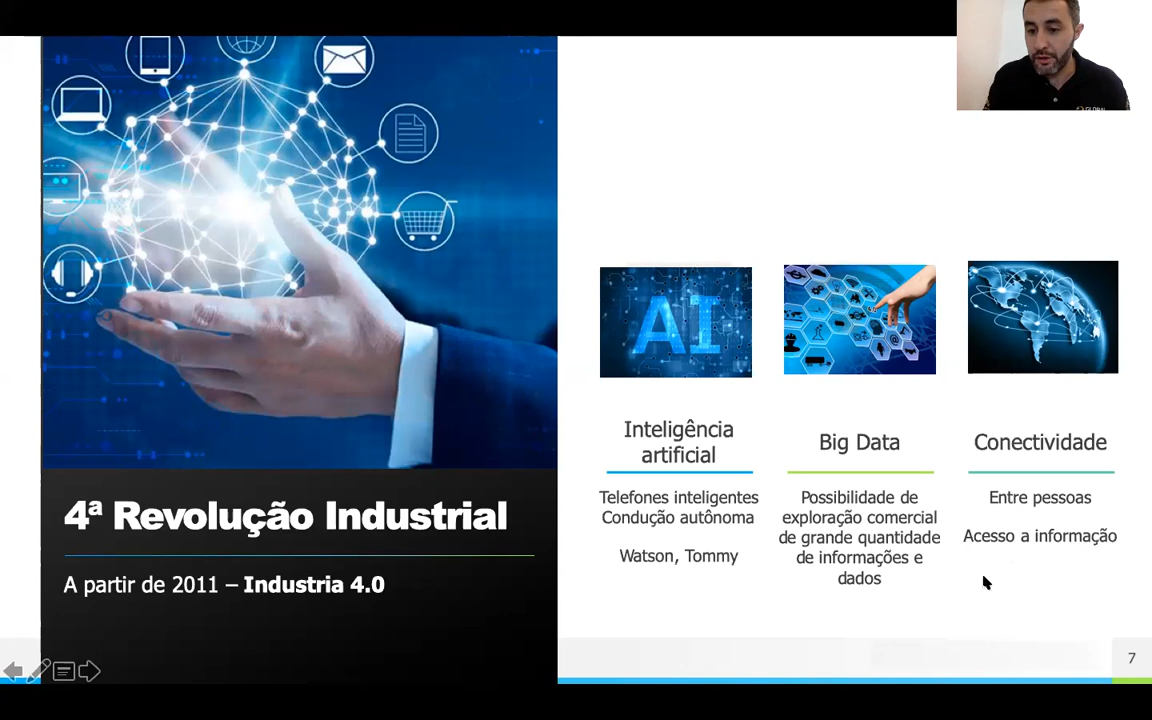 4ª Revolução Industrial
A partir de 2011 – Industria 4.0
AI
Inteligência
artificial
Telefones inteligentes
Condução autônoma
Watson, Tommy
Big Data
Possibilidade de
exploração comercial
de grande quantidade
de informações e
dados
Conectividade
Entre pessoas
Acesso a informação
GLOBAL
7